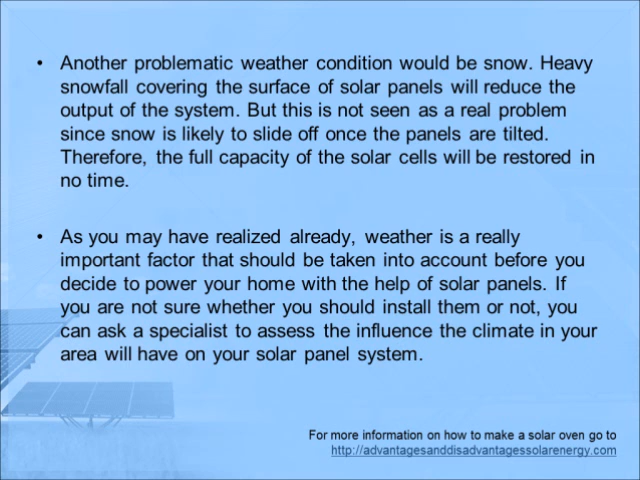 • Another problematic weather condition would be snow. Heavy
snowfall covering the surface of solar panels will reduce the
output of the system. But this is not seen as a real problem
since snow is likely to slide off once the panels are tilted.
Therefore, the full capacity of the solar cells will be restored in
no time.
• As you may have realized already, weather is a really
important factor that should be taken into account before you
decide to power your home with the help of solar panels. If
you are not sure whether you should install them or not, you
can ask a specialist to assess the influence the climate in your
area will have on your solar panel system.
For more information on how to make a solar oven go to
http://advantagesanddisadvantagessolarenergy.com